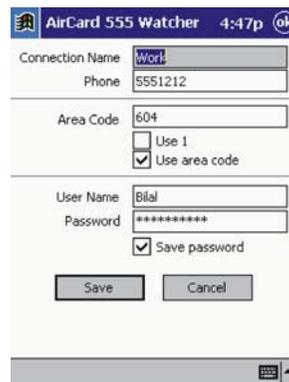 AirCard 555 Watcher 4:47p ok
Connection Name Work
Phone 5551212
Area Code 604
Use 1
Use area code
User Name Bilal
Password **********
Save password
Save Cancel